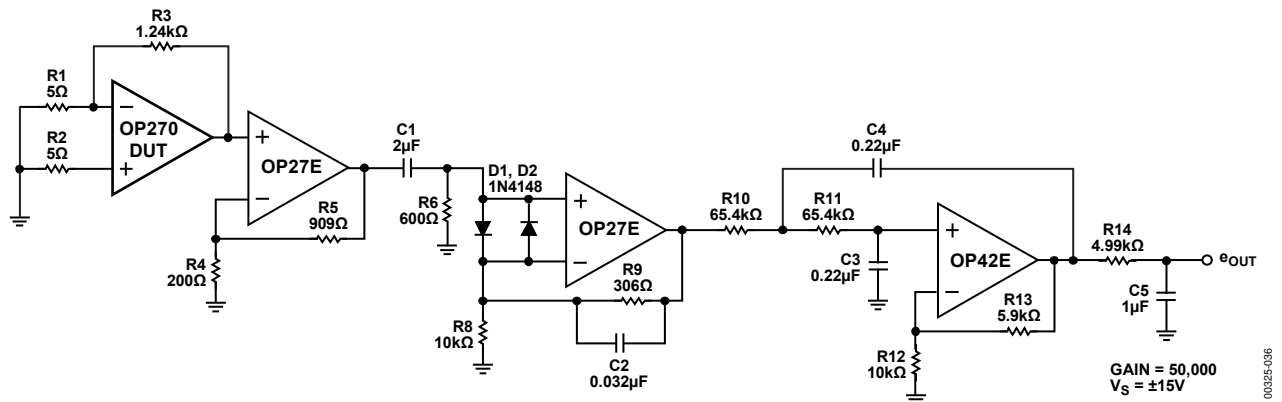 R3
1.24kΩ
R1
5Ω
R2
5Ω
−
+
OP270
DUT
+
−
OP27E
R5
909Ω
R4
200Ω
C1
2µF
R6
600Ω
D1, D2
1N4148
+
−
OP27E
R9
306Ω
R8
10kΩ
C2
0.032µF
R10
65.4kΩ
R11
65.4kΩ
C4
0.22µF
C3
0.22µF
+
−
OP42E
R13
5.9kΩ
R12
10kΩ
R14
4.99kΩ
eOUT
C5
1µF
GAIN = 50,000
VS = ±15V
00325-036